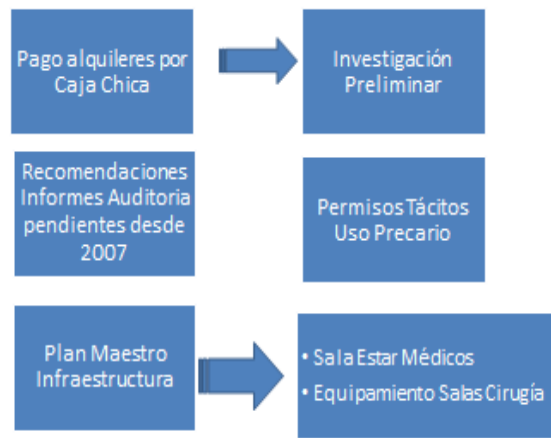 Pago alquileres por
Caja Chica
Investigación
Preliminar
Recomendaciones
Informes Auditoria
pendientes desde
2007
Permisos Tácitos
Uso Precario
Plan Maestro
Infraestructura
• Sala Estar Médicos
• Equipamiento Salas Cirugía